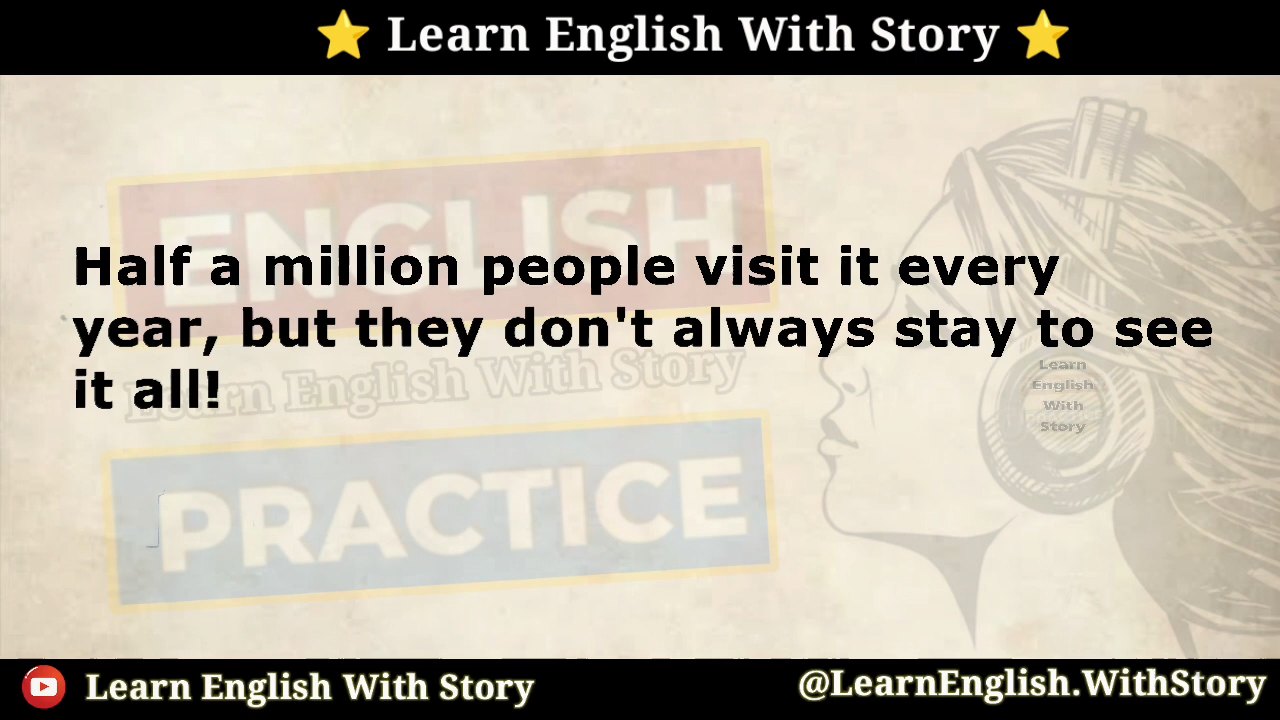 ⭐ Learn English With Story ⭐
ENGLISH
Half a million people visit it every
year, but they don't always stay to see
it all!
Learn English With Story
Learn
English
With
Story
PRACTICE
Learn English With Story
@LearnEnglish.WithStory